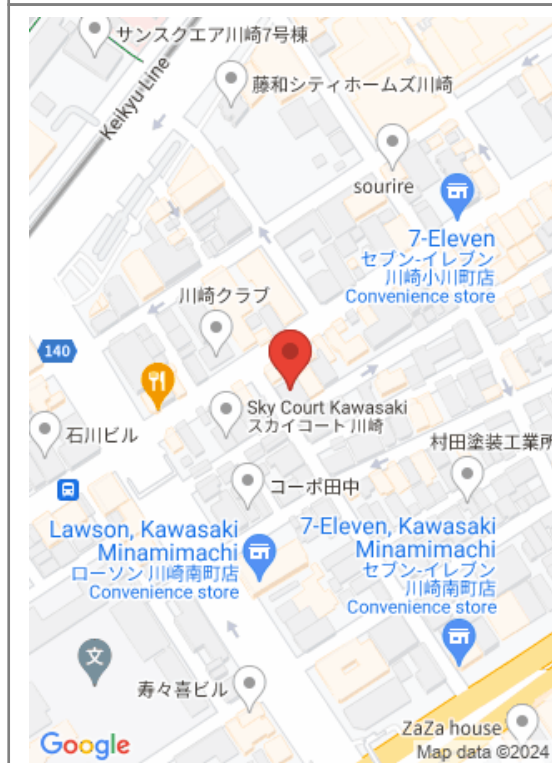 サンスクエア川崎7号棟
Keikyu Line
藤和シティホームズ川崎
sourire
7-Eleven
セブン-イレブン
川崎小川町店
Convenience store
川崎クラブ
140
Sky Court Kawasaki
スカイコート 川崎
石川ビル
村田塗装工業所
コーポ田中
Lawson, Kawasaki
Minamimachi
ローソン 川崎南町店
Convenience store
7-Eleven, Kawasaki
Minamimachi
セブン-イレブン
川崎南町店
Convenience store
文
寿々喜ビル
ZaZa house
Google
Map data ©2024